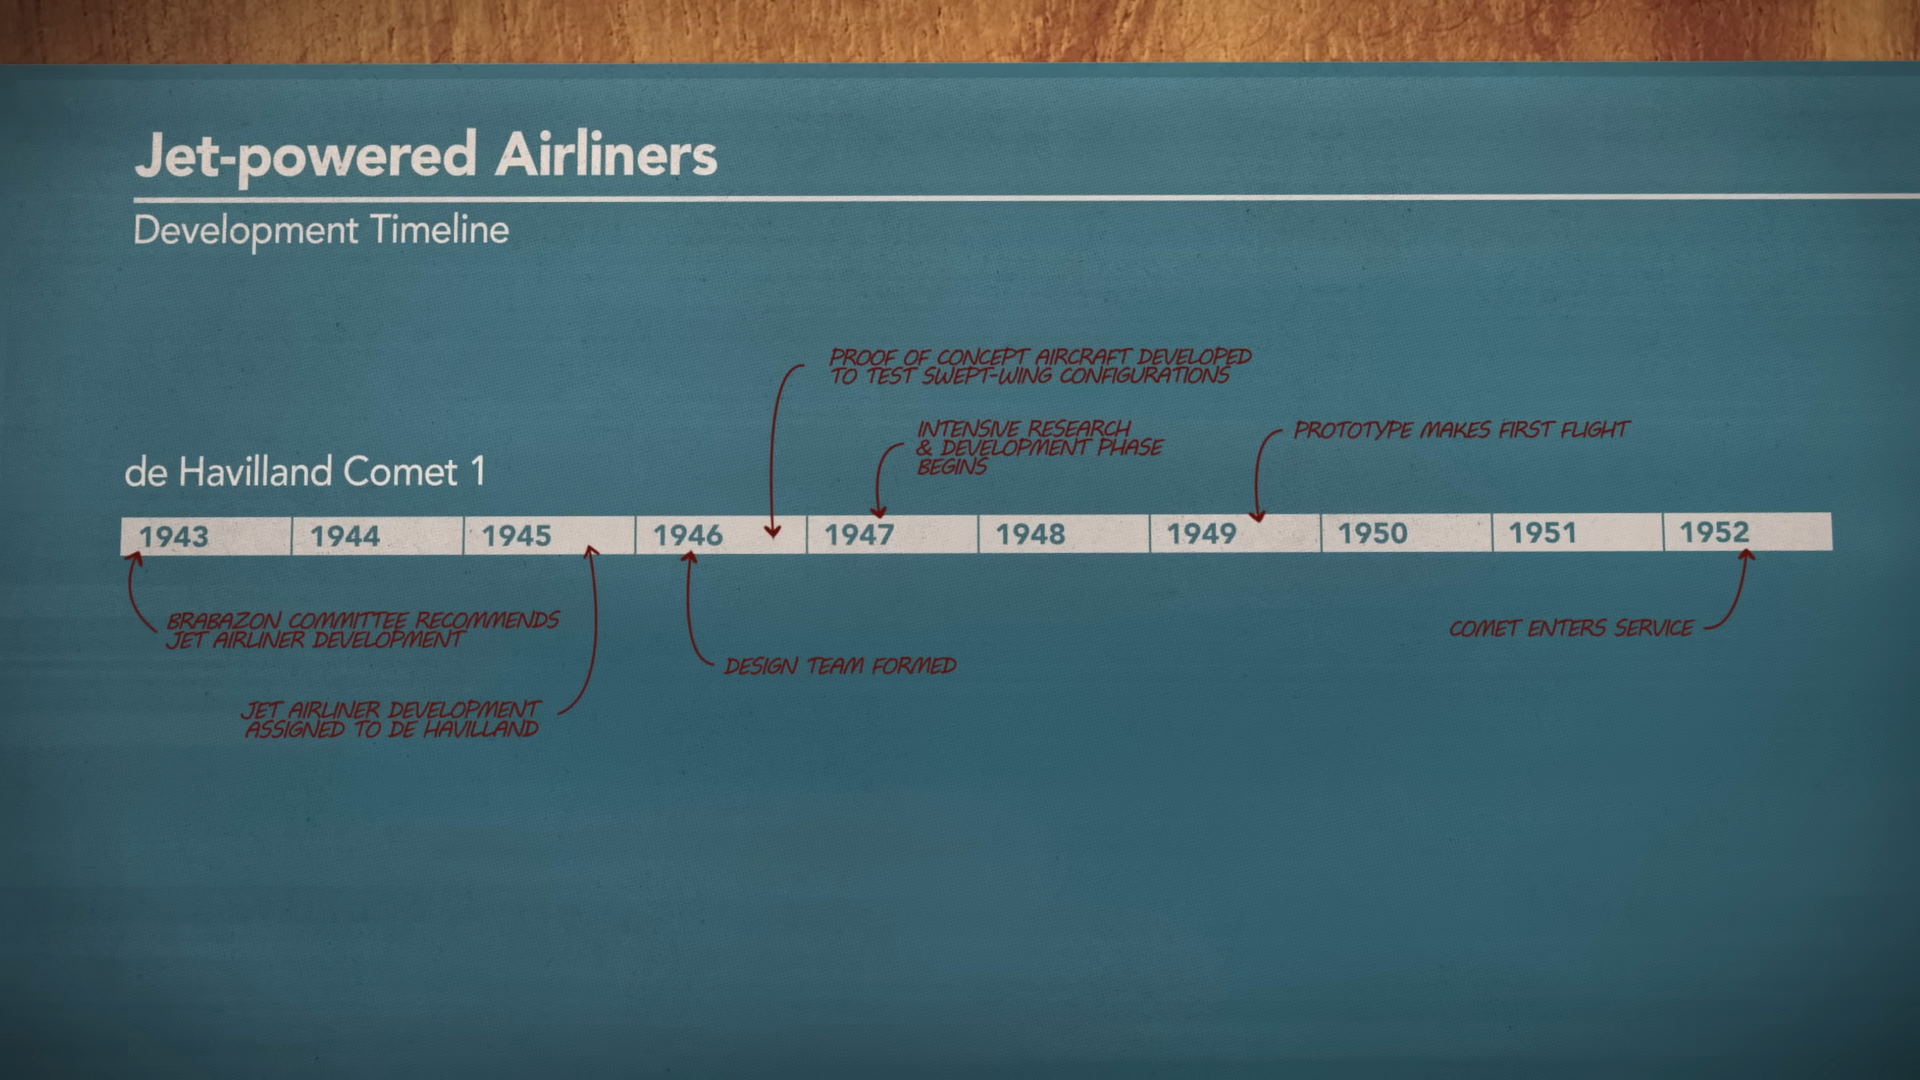 Jet-powered Airliners
Development Timeline
PROOF OF CONCEPT AIRCRAFT DEVELOPED
TO TEST SWEPT-WING CONFIGURATIONS
INTENSIVE RESEARCH
& DEVELOPMENT PHASE
BEGINS
PROTOTYPE MAKES FIRST FLIGHT
de Havilland Comet 1
1943 1944 1945 1946 1947 1948 1949 1950 1951 1952
BRABAZON COMMITTEE RECOMMENDS
JET AIRLINER DEVELOPMENT
COMET ENTERS SERVICE
DESIGN TEAM FORMED
JET AIRLINER DEVELOPMENT
ASSIGNED TO DE HAVILLAND